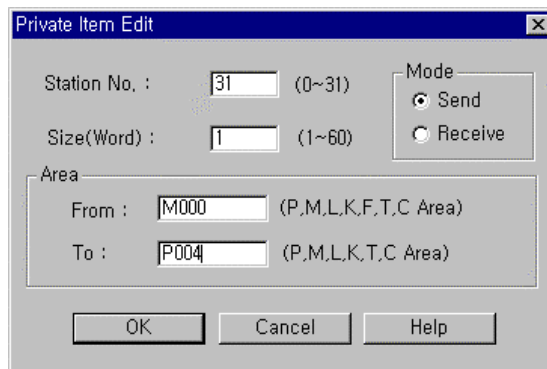 Private Item Edit
Station No, : 31 (0~31)
Size(Word) : 1 (1~60)
Mode
Send
Receive
Area
From : M000 (P,M,L,K,F,T,C Area)
To : P004 (P,M,L,K,T,C Area)
OK Cancel Help